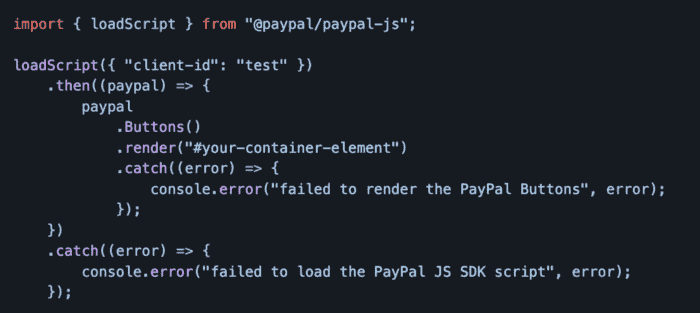 import { loadScript } from "@paypal/paypal-js";
loadScript({ "client-id": "test" })
.then((paypal) => {
paypal
.Buttons()
.render("#your-container-element")
.catch((error) => {
console.error("failed to render the PayPal Buttons", error);
});
})
.catch((error) => {
console.error("failed to load the PayPal JS SDK script", error);
});